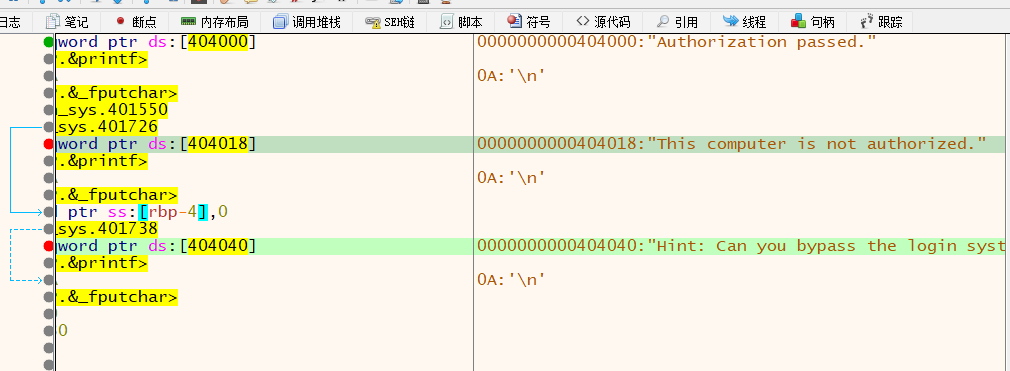 日志 笔记 断点 内存布局 调用堆栈 SEH链 脚本 符号 源代码 引用 线程 句柄 跟踪
word ptr ds:[404000] 0000000000404000:"Authorization passed."
.&printf>
0A:'\n'
.&_fputchar>
_sys.401550
_sys.401726
word ptr ds:[404018] 0000000000404018:"This computer is not authorized."
.&printf>
0A:'\n'
.&_fputchar>
ptr ss:[rbp-4],0
_sys.401738
word ptr ds:[404040] 0000000000404040:"Hint: Can you bypass the login syst
.&printf>
0A:'\n'
.&_fputchar>
0